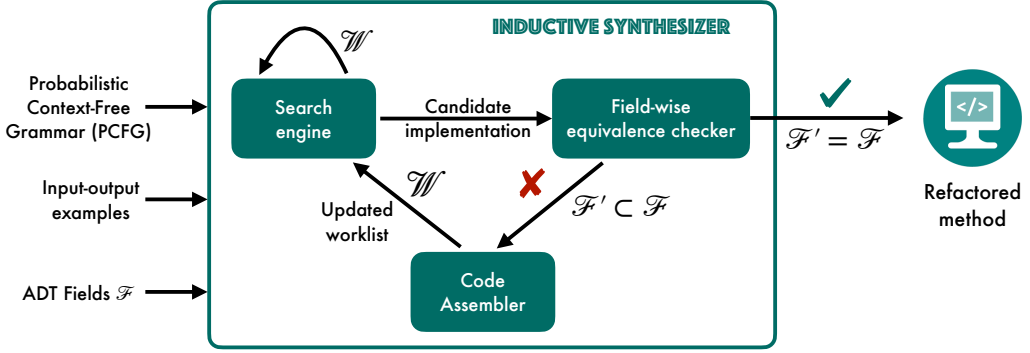 INDUCTIVE SYNTHESIZER
𝒲
Probabilistic
Context-Free
Grammar (PCFG)
Search
engine
Candidate
implementation
Field-wise
equivalence checker
✓
</>
ℱ′ = ℱ
Input-output
examples
Updated
worklist
𝒲
✘
ℱ′ ⊂ ℱ
Refactored
method
ADT Fields ℱ
Code
Assembler